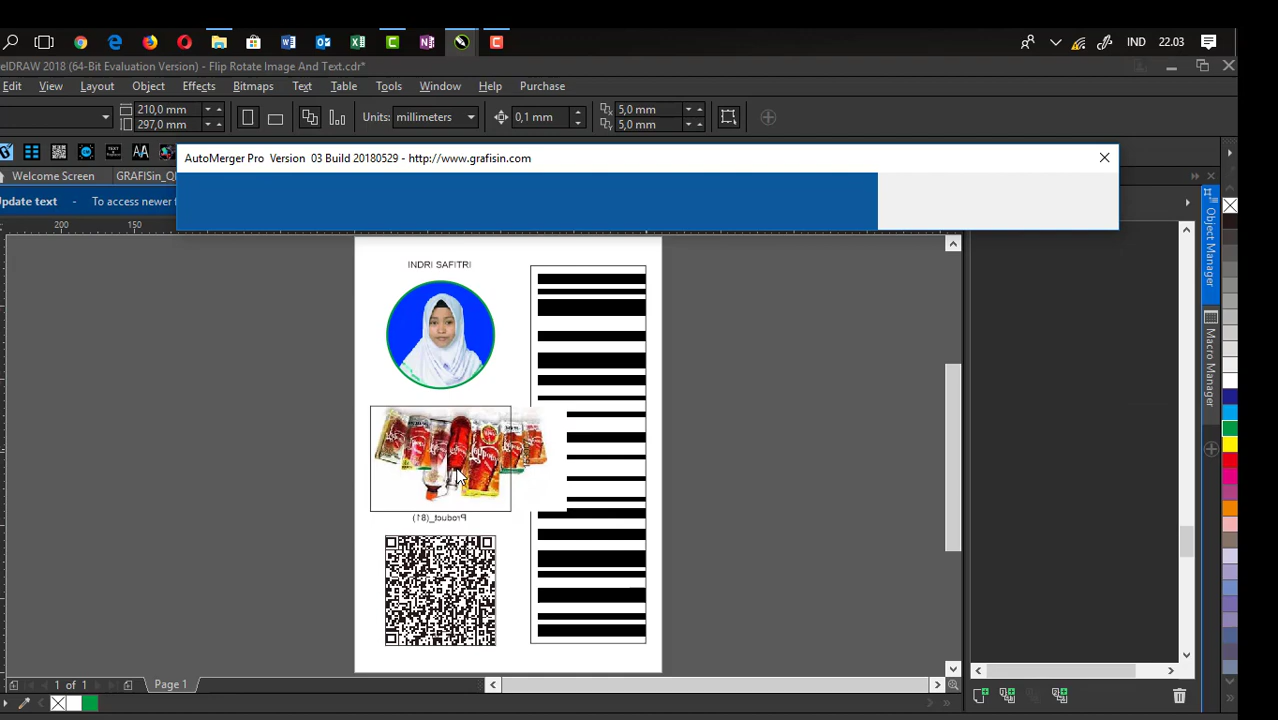 IND 22.03
elDRAW 2018 (64-Bit Evaluation Version) - Flip Rotate Image And Text.cdr*
Edit View Layout Object Effects Bitmaps Text Table Tools Window Help Purchase
210,0 mm
297,0 mm
Units: millimeters
0,1 mm
5,0 mm
5,0 mm
AutoMerger Pro Version 03 Build 20180529 - http://www.grafisin.com
Welcome Screen GRAFISin_Q
pdate text - To access newer f
200 150
INDRI SAFITRI
Product_(81)
Object Manager
Macro Manager
1 of 1
Page 1